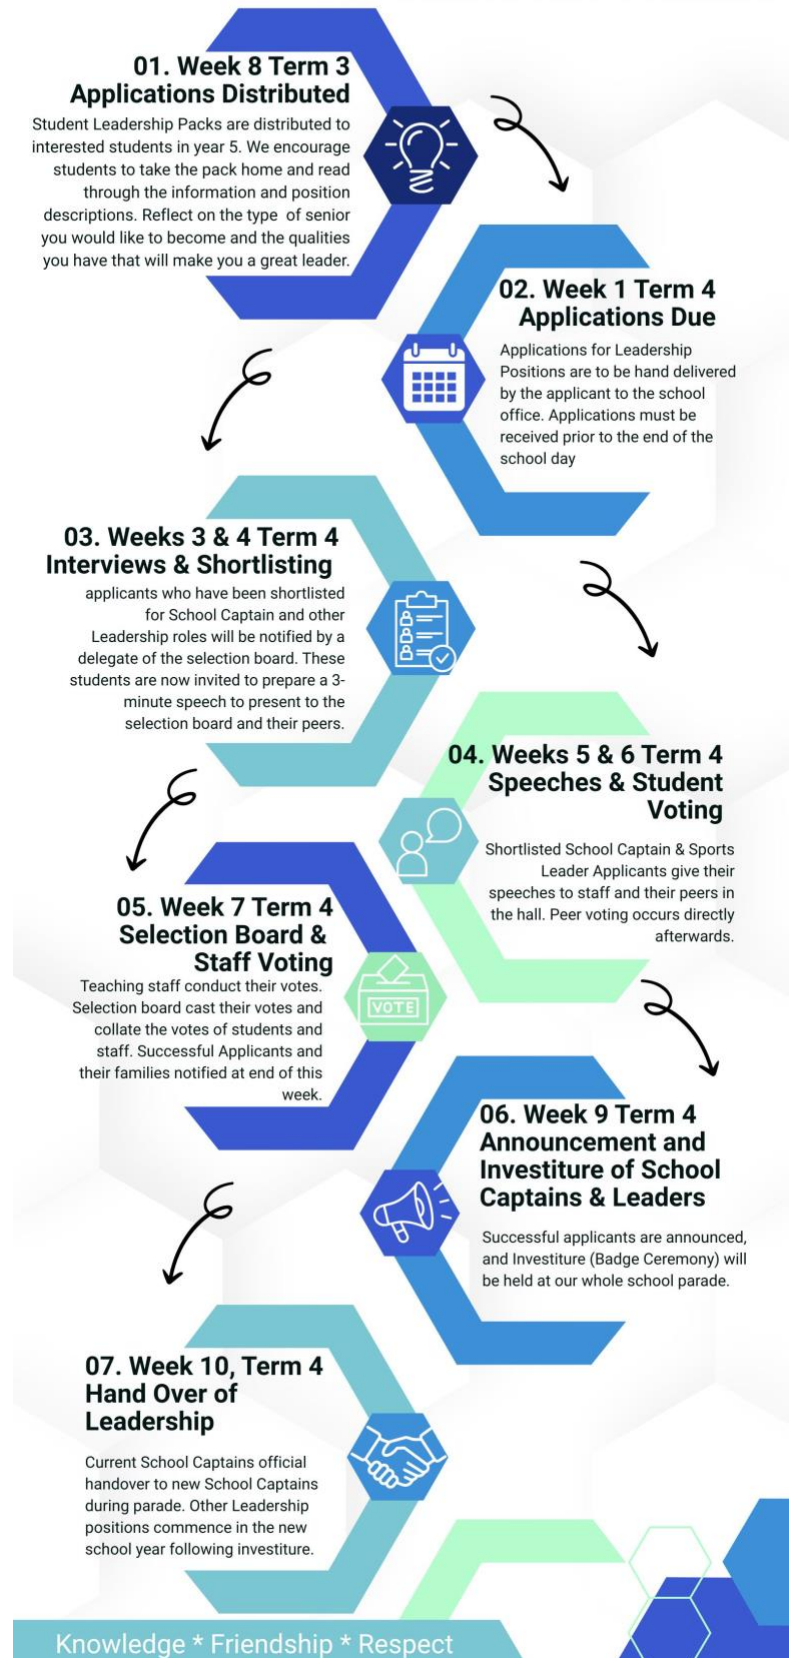 01. Week 8 Term 3
Applications Distributed
Student Leadership Packs are distributed to
interested students in year 5. We encourage
students to take the pack home and read
through the information and position
descriptions. Reflect on the type of senior
you would like to become and the qualities
you have that will make you a great leader.
02. Week 1 Term 4
Applications Due
Applications for Leadership
Positions are to be hand delivered
by the applicant to the school
office. Applications must be
received prior to the end of the
school day
03. Weeks 3 & 4 Term 4
Interviews & Shortlisting
applicants who have been shortlisted
for School Captain and other
Leadership roles will be notified by a
delegate of the selection board. These
students are now invited to prepare a 3-
minute speech to present to the
selection board and their peers.
04. Weeks 5 & 6 Term 4
Speeches & Student
Voting
Shortlisted School Captain & Sports
Leader Applicants give their
speeches to staff and their peers in
the hall. Peer voting occurs directly
afterwards.
05. Week 7 Term 4
Selection Board &
Staff Voting
Teaching staff conduct their votes.
Selection board cast their votes and
collate the votes of students and
staff. Successful Applicants and
their families notified at end of this
week.
VOTE
06. Week 9 Term 4
Announcement and
Investiture of School
Captains & Leaders
Successful applicants are announced,
and Investiture (Badge Ceremony) will
be held at our whole school parade.
07. Week 10, Term 4
Hand Over of
Leadership
Current School Captains official
handover to new School Captains
during parade. Other Leadership
positions commence in the new
school year following investiture.
Knowledge * Friendship * Respect